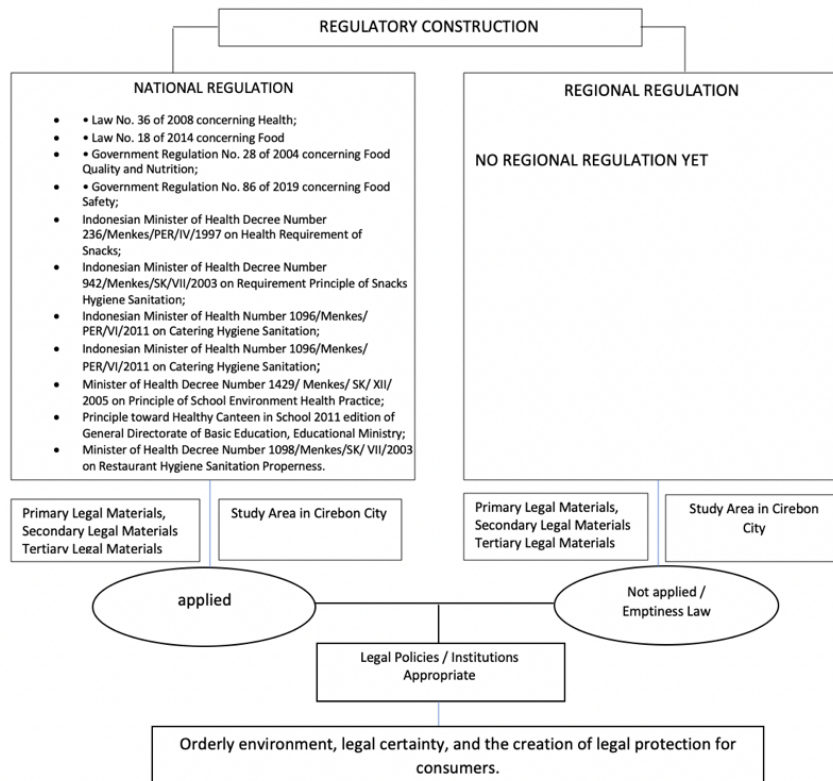 REGULATORY CONSTRUCTION
NATIONAL REGULATION
• • Law No. 36 of 2008 concerning Health;
• • Law No. 18 of 2014 concerning Food
• • Government Regulation No. 28 of 2004 concerning Food
Quality and Nutrition;
• • Government Regulation No. 86 of 2019 concerning Food
Safety;
• Indonesian Minister of Health Decree Number
236/Menkes/PER/IV/1997 on Health Requirement of
Snacks;
• Indonesian Minister of Health Decree Number
942/Menkes/SK/VII/2003 on Requirement Principle of Snacks
Hygiene Sanitation;
• Indonesian Minister of Health Number 1096/Menkes/
PER/VI/2011 on Catering Hygiene Sanitation;
• Indonesian Minister of Health Number 1096/Menkes/
PER/VI/2011 on Catering Hygiene Sanitation;
• Minister of Health Decree Number 1429/ Menkes/ SK/ XII/
2005 on Principle of School Environment Health Practice;
• Principle toward Healthy Canteen in School 2011 edition of
General Directorate of Basic Education, Educational Ministry;
• Minister of Health Decree Number 1098/Menkes/SK/ VII/2003
on Restaurant Hygiene Sanitation Properness.
REGIONAL REGULATION
NO REGIONAL REGULATION YET
Primary Legal Materials,
Secondary Legal Materials
Tertiary Legal Materials
Study Area in Cirebon City
Primary Legal Materials,
Secondary Legal Materials
Tertiary Legal Materials
Study Area in Cirebon
City
applied
Not applied /
Emptiness Law
Legal Policies / Institutions
Appropriate
Orderly environment, legal certainty, and the creation of legal protection for
consumers.